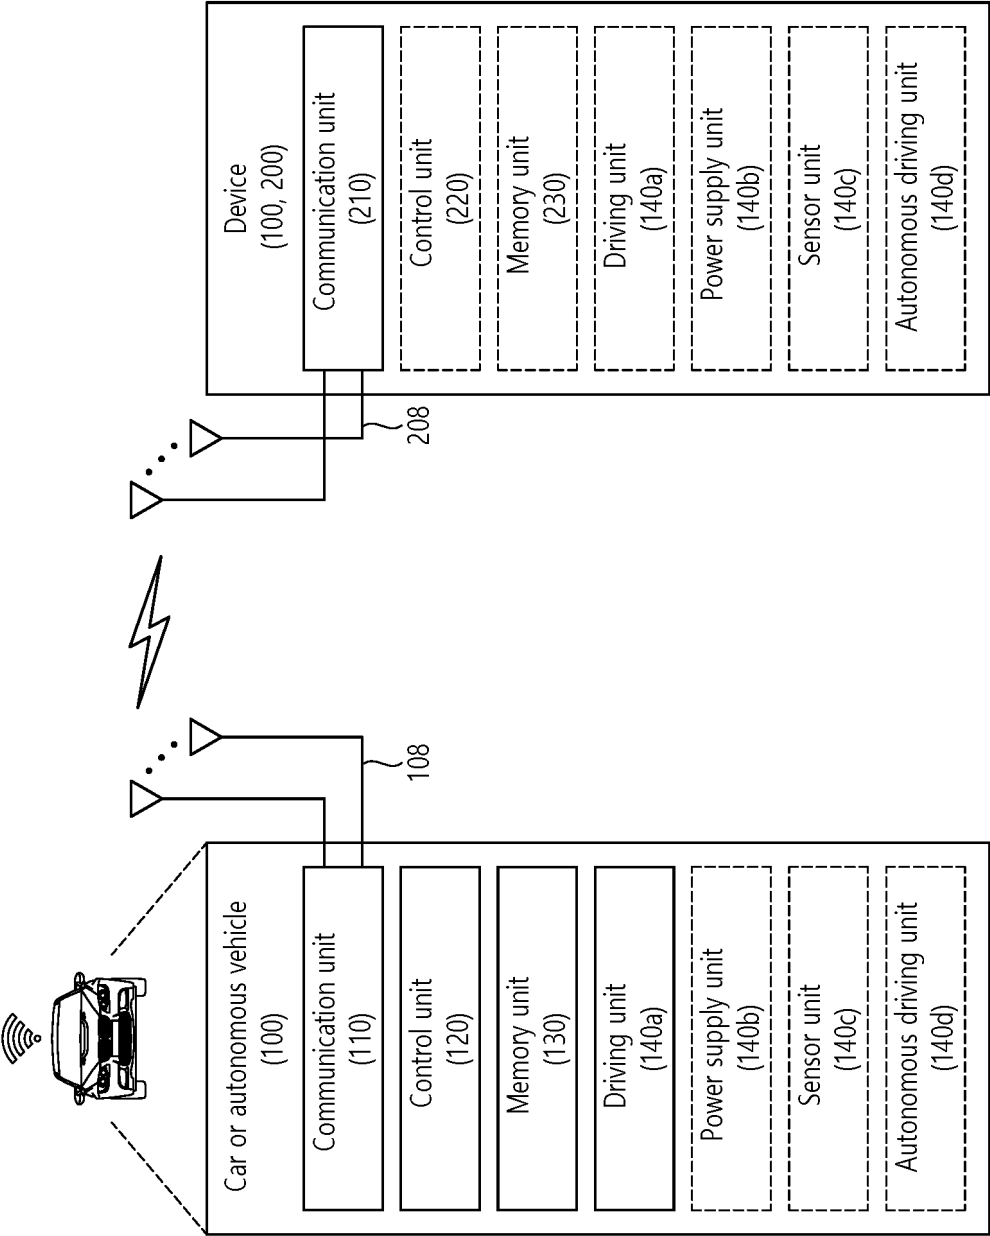 Car or autonomous vehicle
(100)
Communication unit
(110)
Control unit
(120)
Memory unit
(130)
Driving unit
(140a)
Power supply unit
(140b)
Sensor unit
(140c)
Autonomous driving unit
(140d)
108
208
Device
(100, 200)
Communication unit
(210)
Control unit
(220)
Memory unit
(230)
Driving unit
(140a)
Power supply unit
(140b)
Sensor unit
(140c)
Autonomous driving unit
(140d)